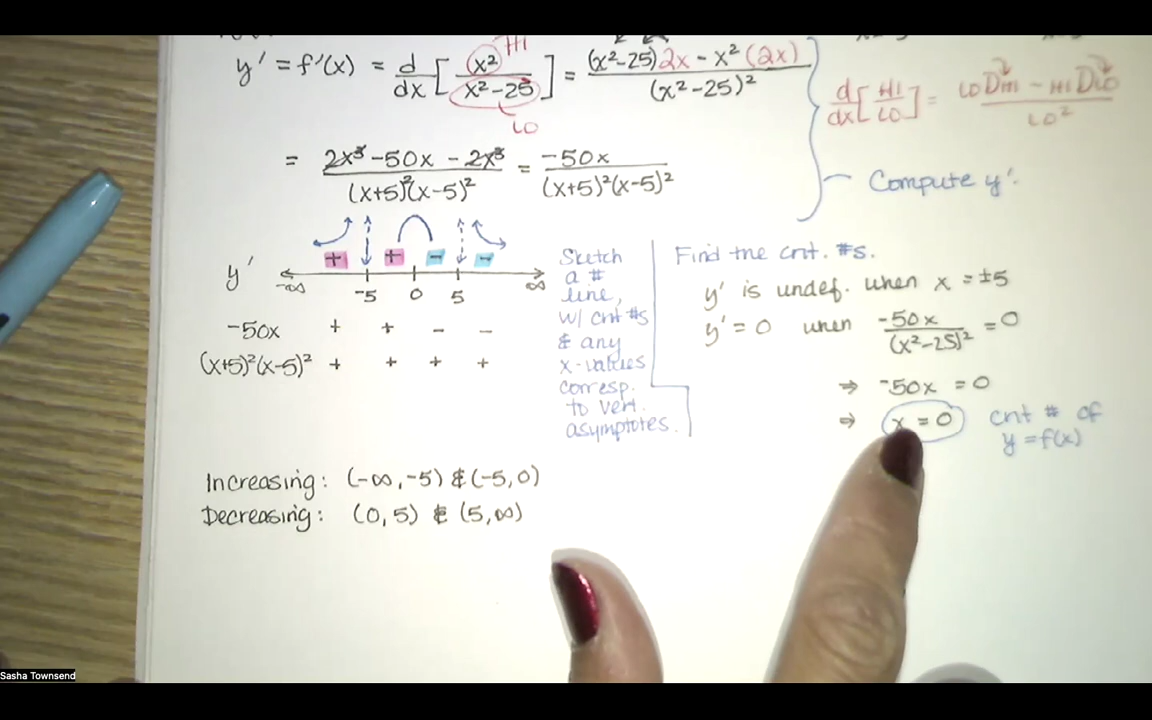 Hi
y' = f'(x) = d/dx [ x² / x²-25 ] = (x²-25)2x - x²(2x) / (x²-25)²
LO
d/dx [ HI / LO ] = LO DHI - HI DLO / LO²
= 2x³ -50x - 2x³ / (x+5)²(x-5)² = -50x / (x+5)²(x-5)²
Compute y'.
y' + + - -
-∞ -5 0 5 ∞
-50x + + - -
(x+5)²(x-5)² + + + +
Sketch
a #
line,
w/ crit #s
& any
x-values
corresp.
to vert.
asymptotes.
Find the crit. #s.
y' is undef. when x = ±5
y' = 0 when -50x / (x²-25)² = 0
⇒ -50x = 0
⇒ x = 0 crit # of
y = f(x)
Increasing: (-∞, -5) & (-5, 0)
Decreasing: (0, 5) & (5, ∞)
Sasha Townsend